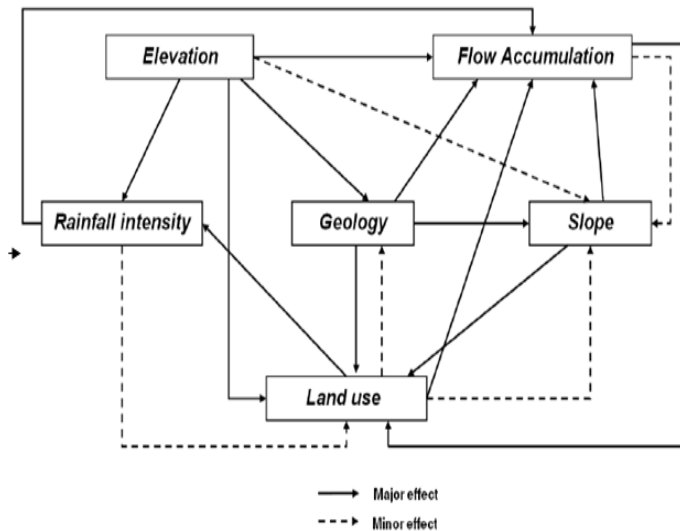 Elevation
Flow Accumulation
Rainfall intensity
Geology
Slope
Land use
Major effect
Minor effect